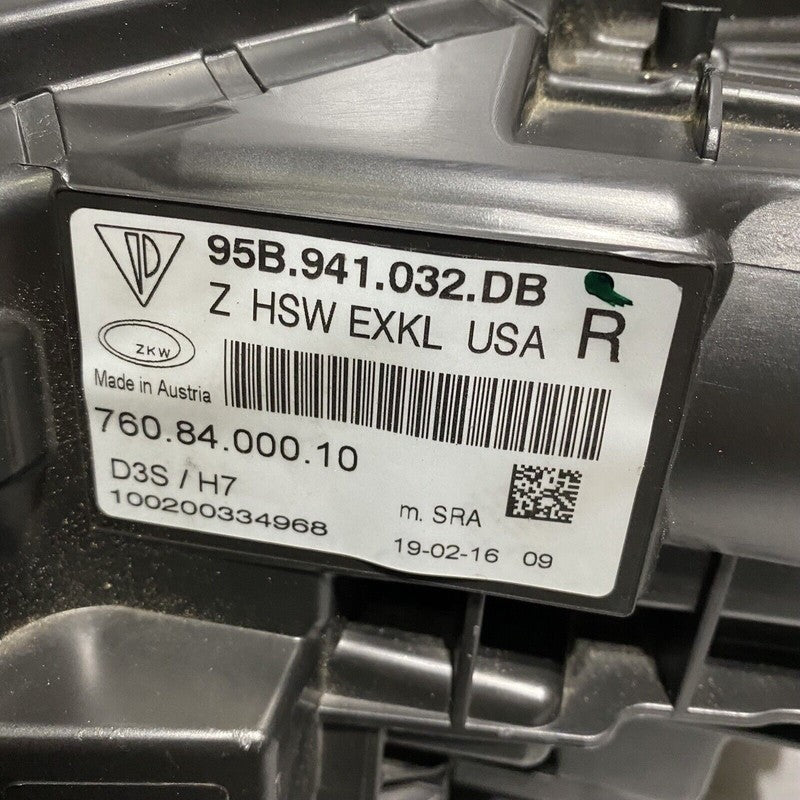 95B.941.032.DB
Z HSW EXKL USA R
ZKW
Made in Austria
760.84.000.10
D3S / H7
m. SRA
100200334968
19-02-16 09